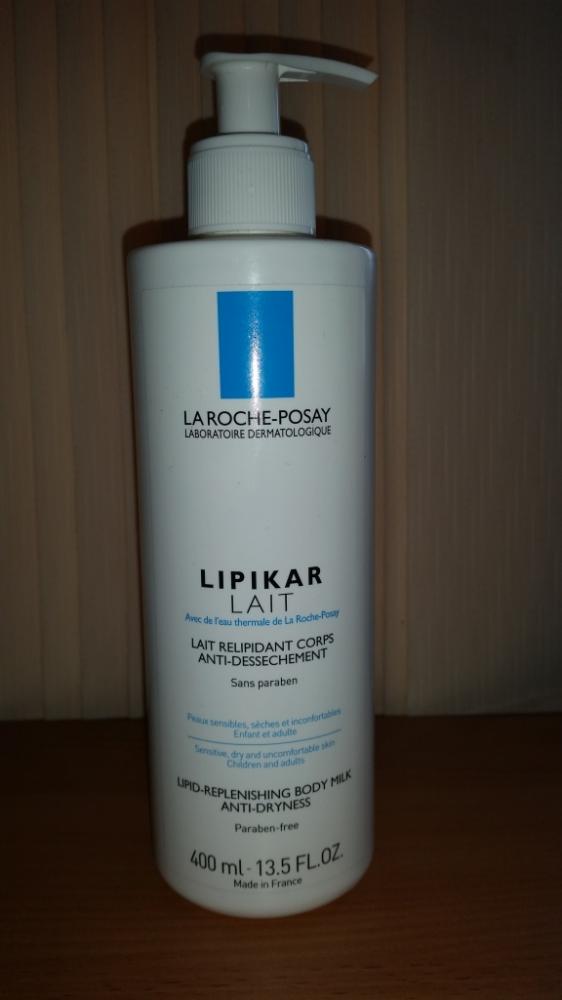 LA ROCHE-POSAY
LABORATOIRE DERMATOLOGIQUE
LIPIKAR
LAIT
Avec de l'eau thermale de La Roche-Posay
LAIT RELIPIDANT CORPS
ANTI-DESSECHEMENT
Sans paraben
Peaux sensibles, sèches et inconfortables
Enfant et adulte
Sensitive, dry and uncomfortable skin
Children and adults
LIPID-REPLENISHING BODY MILK
ANTI-DRYNESS
Paraben-free
400 ml - 13.5 FL.OZ.
Made in France